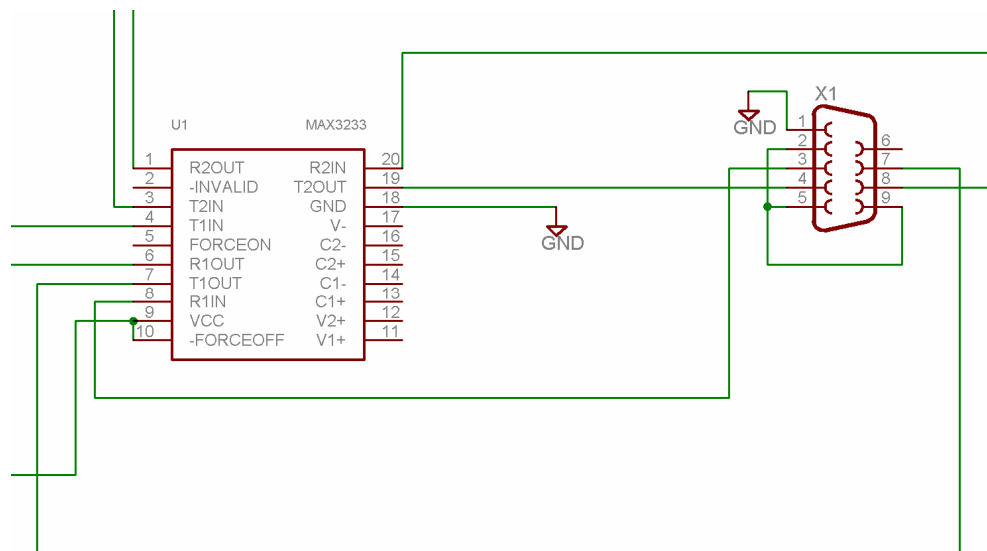 U1 MAX3233
1 R2OUT R2IN 20
2 -INVALID T2OUT 19
3 T2IN GND 18
4 T1IN V- 17
5 FORCEON C2- 16
6 R1OUT C2+ 15
7 T1OUT C1- 14
8 R1IN C1+ 13
9 VCC V2+ 12
10 -FORCEOFF V1+ 11
GND
X1
GND
1
2 6
3 7
4 8
5 9